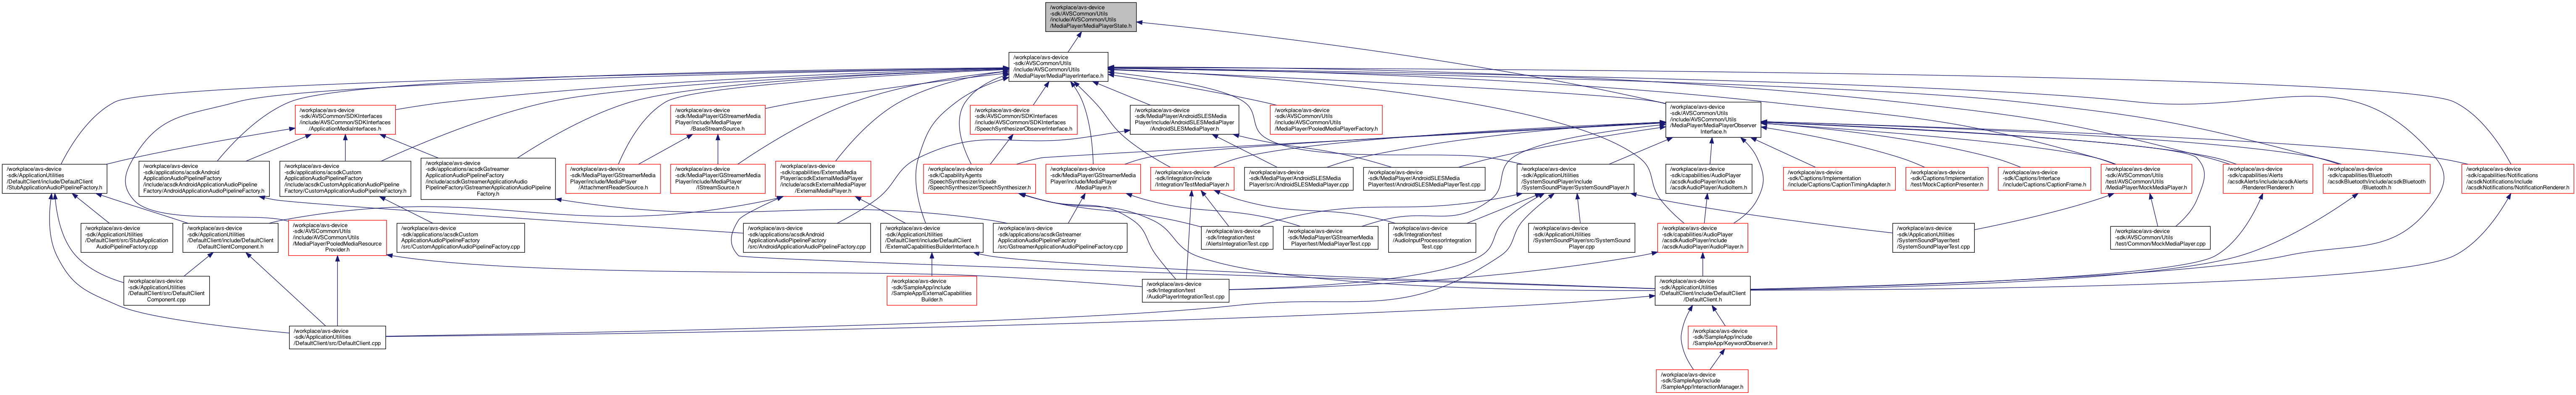 /workplace/avs-device
-sdk/AVSCommon/Utils
/include/AVSCommon/Utils
/MediaPlayer/MediaPlayerState.h
/workplace/avs-device
-sdk/AVSCommon/Utils
/include/AVSCommon/Utils
/MediaPlayer/MediaPlayerInterface.h
/workplace/avs-device
-sdk/AVSCommon/SDKInterfaces
/include/AVSCommon/SDKInterfaces
/ApplicationMediaInterfaces.h
/workplace/avs-device
-sdk/MediaPlayer/GStreamerMedia
Player/include/MediaPlayer
/BaseStreamSource.h
/workplace/avs-device
-sdk/AVSCommon/SDKInterfaces
/include/AVSCommon/SDKInterfaces
/SpeechSynthesizerObserverInterface.h
/workplace/avs-device
-sdk/MediaPlayer/AndroidSLESMedia
Player/include/AndroidSLESMediaPlayer
/AndroidSLESMediaPlayer.h
/workplace/avs-device
-sdk/AVSCommon/Utils
/include/AVSCommon/Utils
/MediaPlayer/PooledMediaPlayerFactory.h
/workplace/avs-device
-sdk/AVSCommon/Utils
/include/AVSCommon/Utils
/MediaPlayer/MediaPlayerObserver
Interface.h
/workplace/avs-device
-sdk/ApplicationUtilities
/DefaultClient/include/DefaultClient
/StubApplicationAudioPipelineFactory.h
/workplace/avs-device
-sdk/applications/acsdkAndroid
ApplicationAudioPipelineFactory
/include/acsdkAndroidApplicationAudioPipeline
Factory/AndroidApplicationAudioPipelineFactory.h
/workplace/avs-device
-sdk/applications/acsdkCustom
ApplicationAudioPipelineFactory
/include/acsdkCustomApplicationAudioPipeline
Factory/CustomApplicationAudioPipelineFactory.h
/workplace/avs-device
-sdk/applications/acsdkGstreamer
ApplicationAudioPipelineFactory
/include/acsdkGstreamerApplicationAudio
PipelineFactory/GstreamerApplicationAudioPipeline
Factory.h
/workplace/avs-device
-sdk/MediaPlayer/GStreamerMedia
Player/include/MediaPlayer
/AttachmentReaderSource.h
/workplace/avs-device
-sdk/MediaPlayer/GStreamerMedia
Player/include/MediaPlayer
/IStreamSource.h
/workplace/avs-device
-sdk/capabilities/ExternalMedia
Player/acsdkExternalMediaPlayer
/include/acsdkExternalMediaPlayer
/ExternalMediaPlayer.h
/workplace/avs-device
-sdk/CapabilityAgents
/SpeechSynthesizer/include
/SpeechSynthesizer/SpeechSynthesizer.h
/workplace/avs-device
-sdk/MediaPlayer/GStreamerMedia
Player/include/MediaPlayer
/MediaPlayer.h
/workplace/avs-device
-sdk/Integration/include
/Integration/TestMediaPlayer.h
/workplace/avs-device
-sdk/MediaPlayer/AndroidSLESMedia
Player/src/AndroidSLESMediaPlayer.cpp
/workplace/avs-device
-sdk/MediaPlayer/AndroidSLESMedia
Player/test/AndroidSLESMediaPlayerTest.cpp
/workplace/avs-device
-sdk/ApplicationUtilities
/SystemSoundPlayer/include
/SystemSoundPlayer/SystemSoundPlayer.h
/workplace/avs-device
-sdk/capabilities/AudioPlayer
/acsdkAudioPlayer/include
/acsdkAudioPlayer/AudioItem.h
/workplace/avs-device
-sdk/Captions/Implementation
/include/Captions/CaptionTimingAdapter.h
/workplace/avs-device
-sdk/Captions/Implementation
/test/MockCaptionPresenter.h
/workplace/avs-device
-sdk/Captions/Interface
/include/Captions/CaptionFrame.h
/workplace/avs-device
-sdk/AVSCommon/Utils
/test/AVSCommon/Utils
/MediaPlayer/MockMediaPlayer.h
/workplace/avs-device
-sdk/capabilities/Alerts
/acsdkAlerts/include/acsdkAlerts
/Renderer/Renderer.h
/workplace/avs-device
-sdk/capabilities/Bluetooth
/acsdkBluetooth/include/acsdkBluetooth
/Bluetooth.h
/workplace/avs-device
-sdk/capabilities/Notifications
/acsdkNotifications/include
/acsdkNotifications/NotificationRenderer.h
/workplace/avs-device
-sdk/ApplicationUtilities
/DefaultClient/src/StubApplication
AudioPipelineFactory.cpp
/workplace/avs-device
-sdk/ApplicationUtilities
/DefaultClient/include/DefaultClient
/DefaultClientComponent.h
/workplace/avs-device
-sdk/AVSCommon/Utils
/include/AVSCommon/Utils
/MediaPlayer/PooledMediaResource
Provider.h
/workplace/avs-device
-sdk/applications/acsdkCustom
ApplicationAudioPipelineFactory
/src/CustomApplicationAudioPipelineFactory.cpp
/workplace/avs-device
-sdk/applications/acsdkAndroid
ApplicationAudioPipelineFactory
/src/AndroidApplicationAudioPipelineFactory.cpp
/workplace/avs-device
-sdk/ApplicationUtilities
/DefaultClient/include/DefaultClient
/ExternalCapabilitiesBuilderInterface.h
/workplace/avs-device
-sdk/applications/acsdkGstreamer
ApplicationAudioPipelineFactory
/src/GstreamerApplicationAudioPipelineFactory.cpp
/workplace/avs-device
-sdk/Integration/test
/AlertsIntegrationTest.cpp
/workplace/avs-device
-sdk/MediaPlayer/GStreamerMedia
Player/test/MediaPlayerTest.cpp
/workplace/avs-device
-sdk/Integration/test
/AudioInputProcessorIntegration
Test.cpp
/workplace/avs-device
-sdk/ApplicationUtilities
/SystemSoundPlayer/src/SystemSound
Player.cpp
/workplace/avs-device
-sdk/capabilities/AudioPlayer
/acsdkAudioPlayer/include
/acsdkAudioPlayer/AudioPlayer.h
/workplace/avs-device
-sdk/ApplicationUtilities
/SystemSoundPlayer/test
/SystemSoundPlayerTest.cpp
/workplace/avs-device
-sdk/AVSCommon/Utils
/test/Common/MockMediaPlayer.cpp
/workplace/avs-device
-sdk/ApplicationUtilities
/DefaultClient/src/DefaultClient
Component.cpp
/workplace/avs-device
-sdk/SampleApp/include
/SampleApp/ExternalCapabilities
Builder.h
/workplace/avs-device
-sdk/Integration/test
/AudioPlayerIntegrationTest.cpp
/workplace/avs-device
-sdk/ApplicationUtilities
/DefaultClient/include/DefaultClient
/DefaultClient.h
/workplace/avs-device
-sdk/ApplicationUtilities
/DefaultClient/src/DefaultClient.cpp
/workplace/avs-device
-sdk/SampleApp/include
/SampleApp/KeywordObserver.h
/workplace/avs-device
-sdk/SampleApp/include
/SampleApp/InteractionManager.h